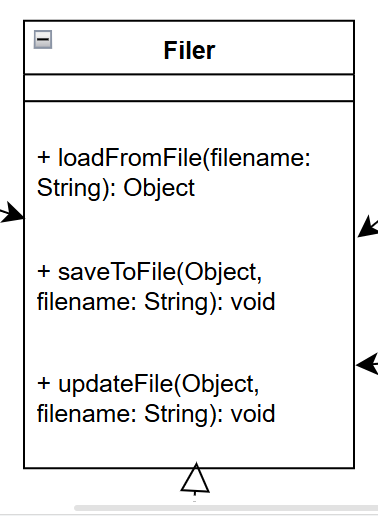 Filer
+ loadFromFile(filename:
String): Object
+ saveToFile(Object,
filename: String): void
+ updateFile(Object,
filename: String): void